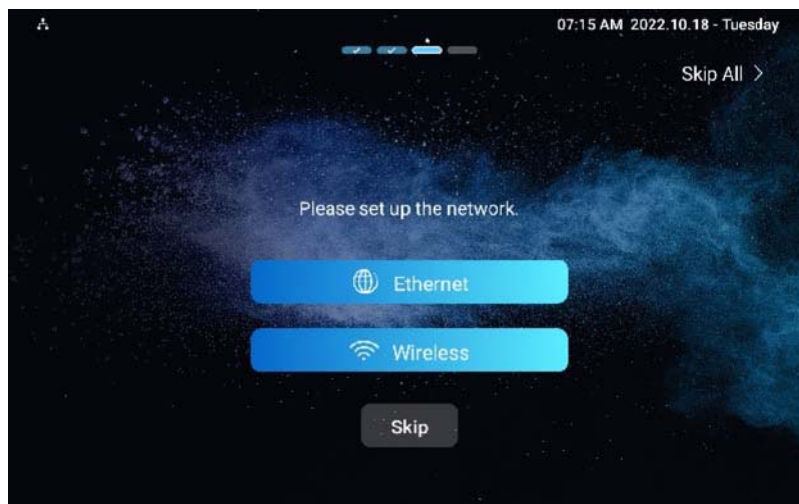 07:15 AM 2022.10.18 - Tuesday
Skip All >
Please set up the network.
Ethernet
Wireless
Skip